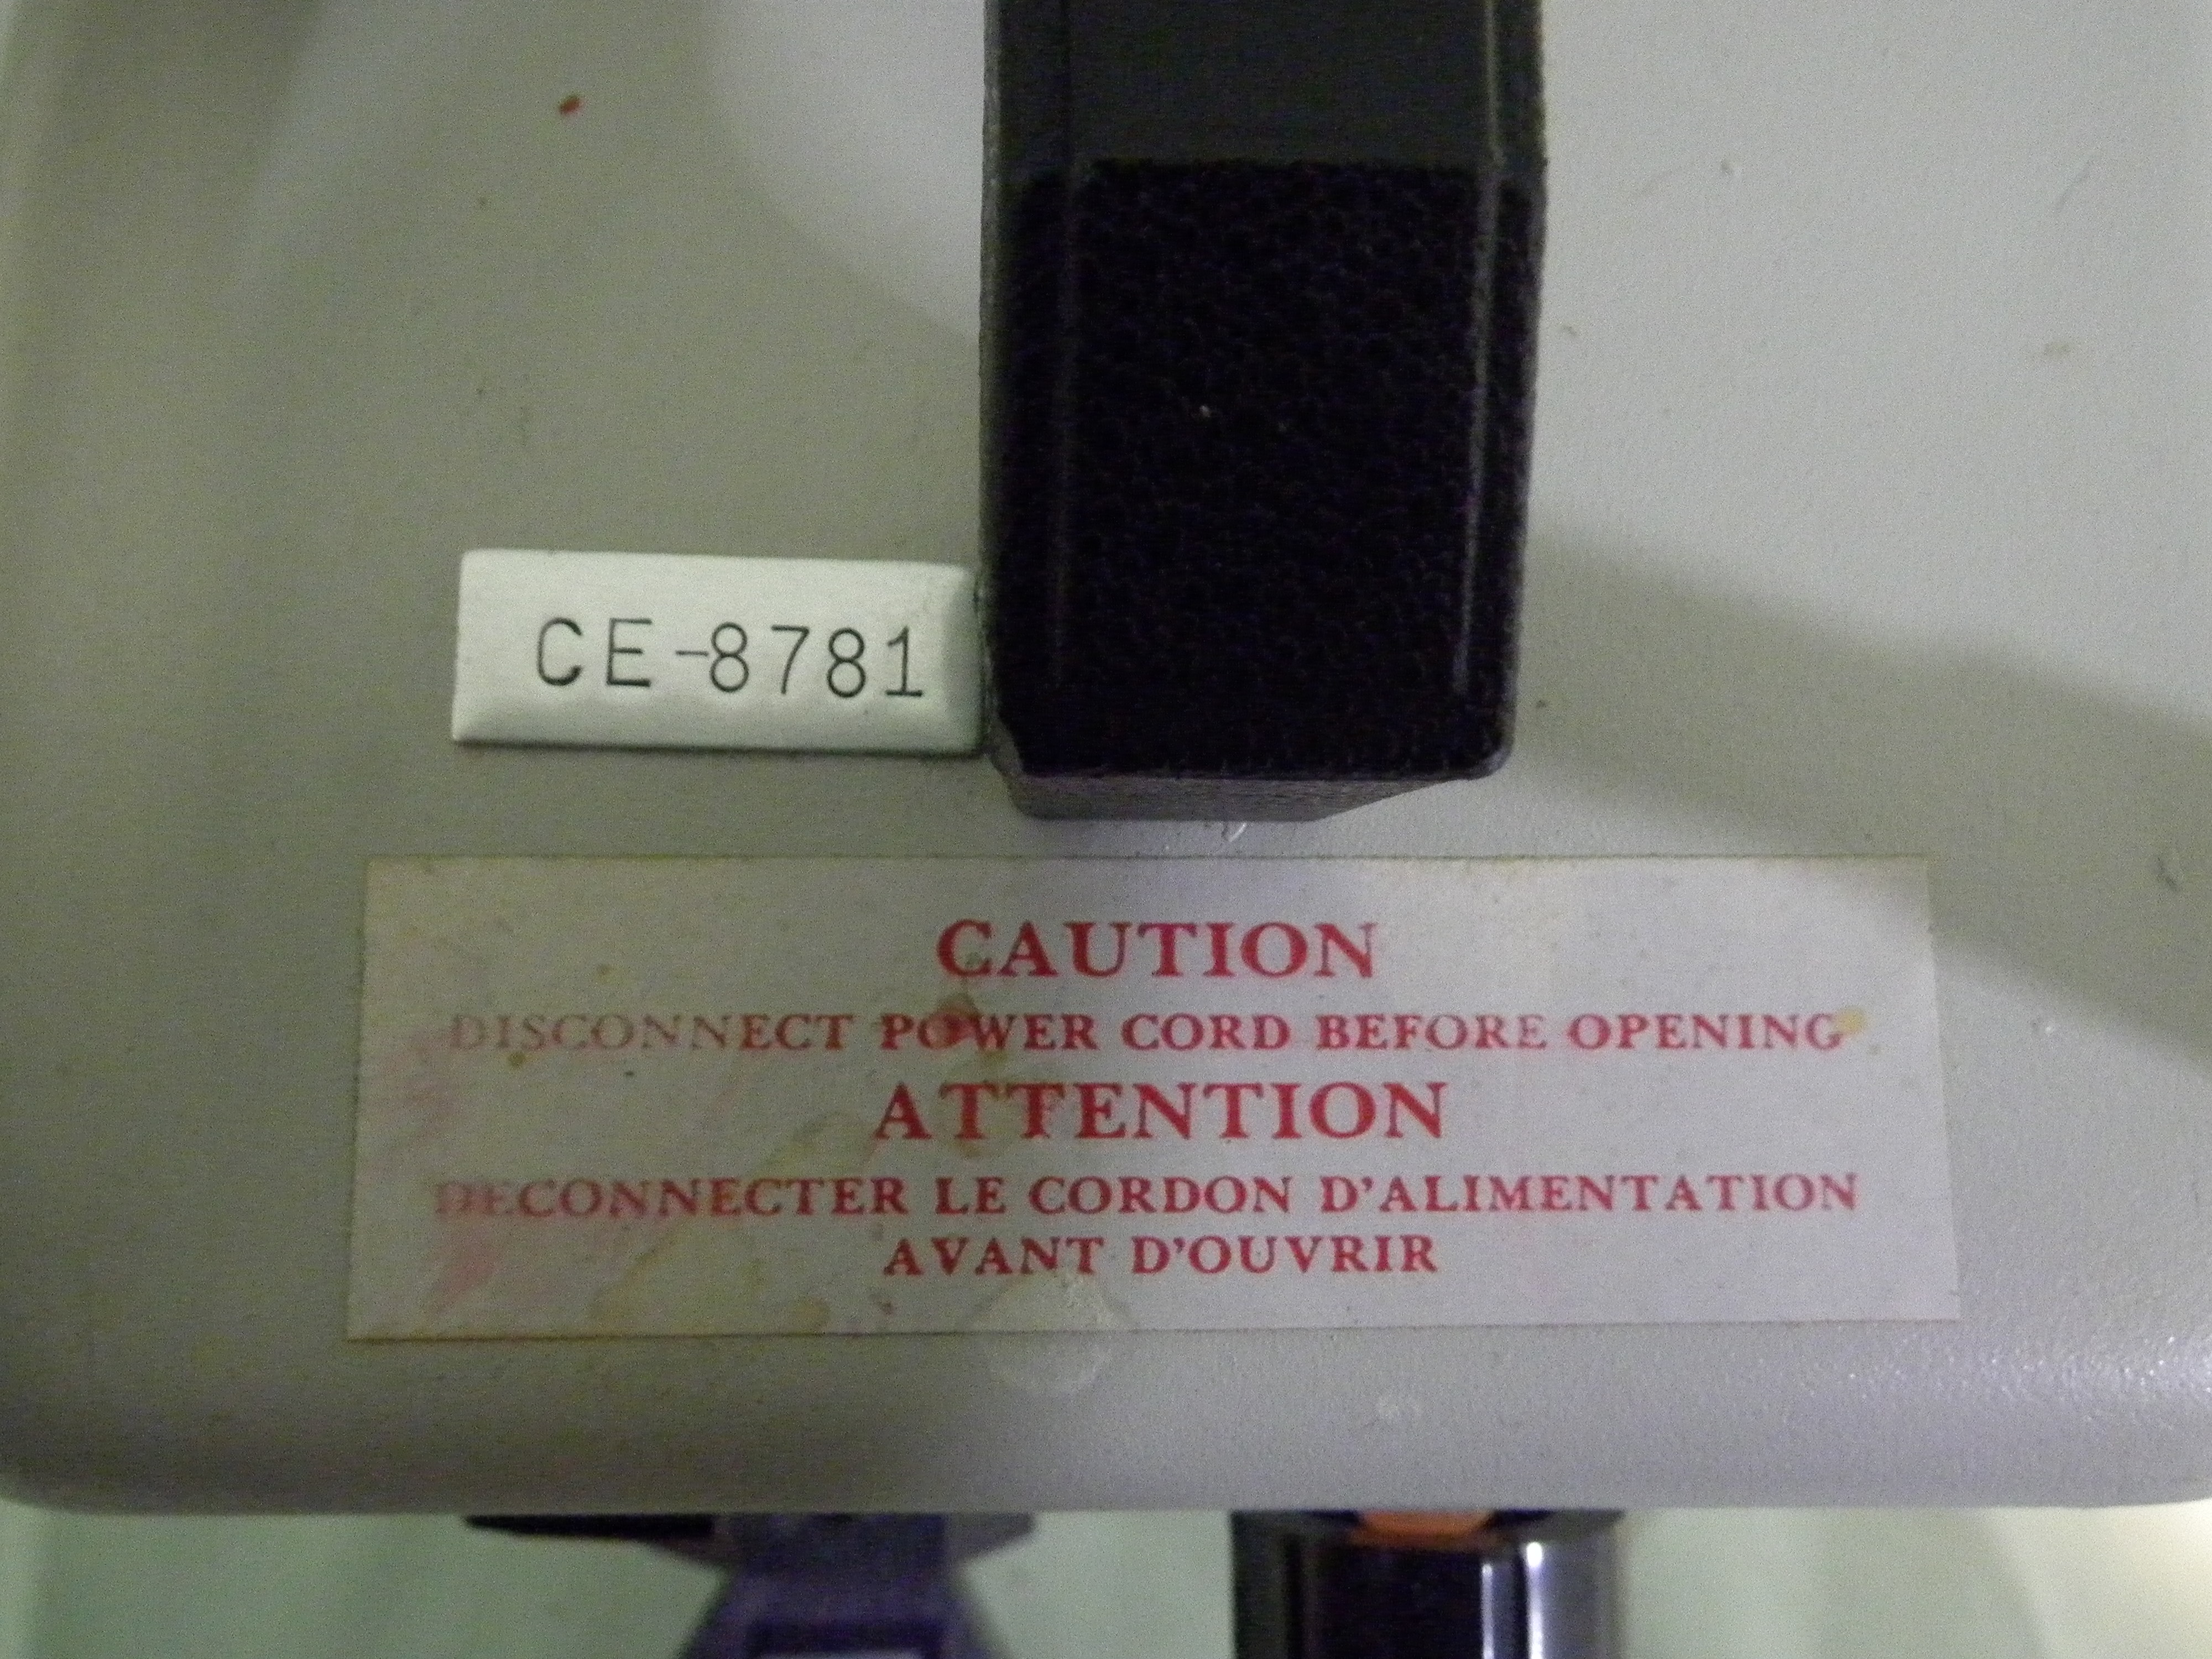 CE-8781
CAUTION
DISCONNECT POWER CORD BEFORE OPENING
ATTENTION
DECONNECTER LE CORDON D'ALIMENTATION
AVANT D'OUVRIR